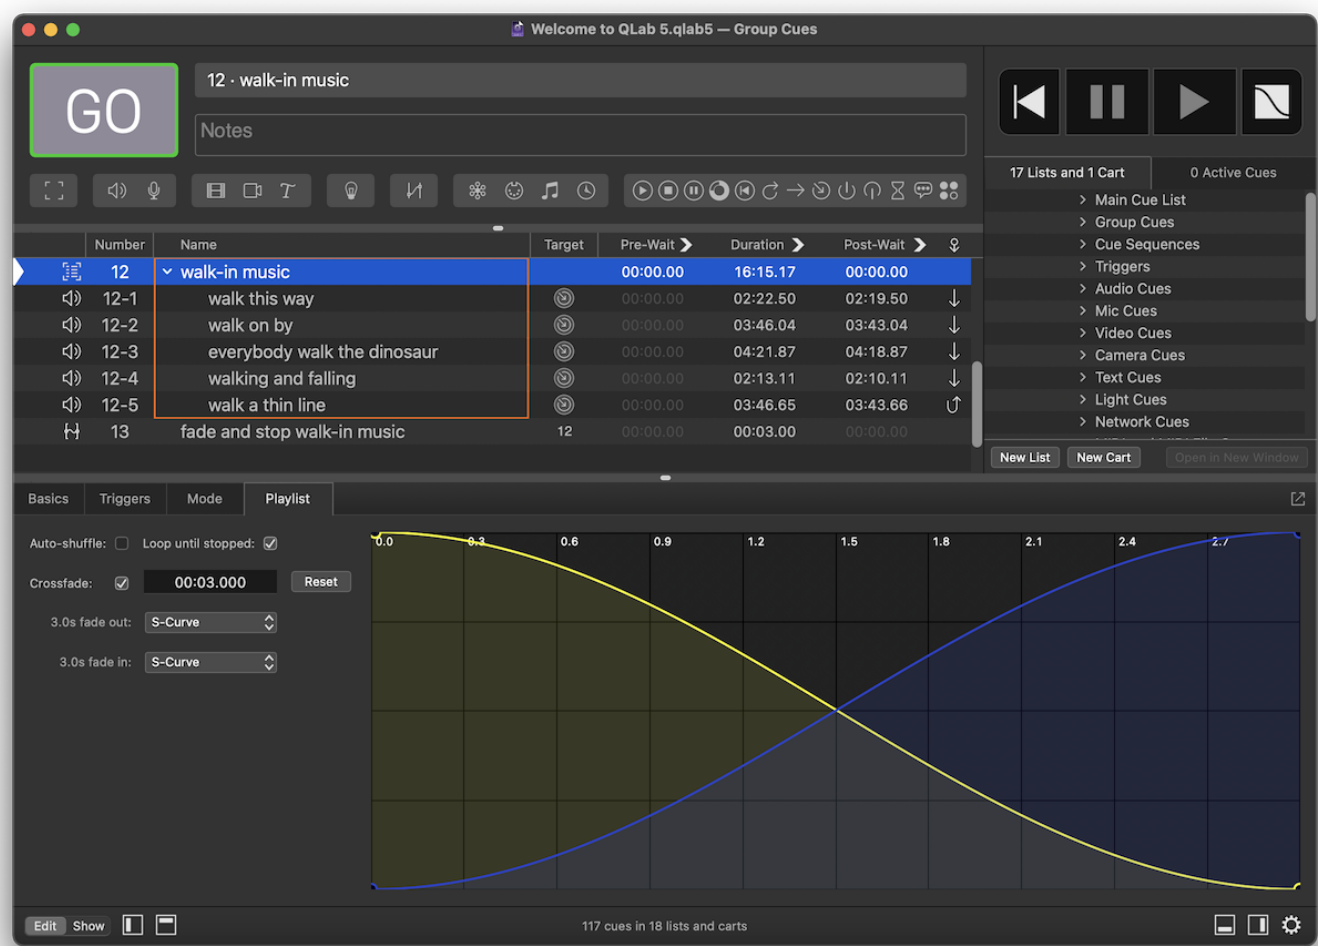 Welcome to QLab 5.qlab5 — Group Cues
GO
12 · walk-in music
Notes
17 Lists and 1 Cart
0 Active Cues
Main Cue List
Group Cues
Cue Sequences
Triggers
Audio Cues
Mic Cues
Video Cues
Camera Cues
Text Cues
Light Cues
Network Cues
New List
New Cart
Open in New Window
Number Name Target Pre-Wait Duration Post-Wait
12 walk-in music 00:00.00 16:15.17 00:00.00
12-1 walk this way 00:00.00 02:22.50 02:19.50
12-2 walk on by 00:00.00 03:46.04 03:43.04
12-3 everybody walk the dinosaur 00:00.00 04:21.87 04:18.87
12-4 walking and falling 00:00.00 02:13.11 02:10.11
12-5 walk a thin line 00:00.00 03:46.65 03:43.66
13 fade and stop walk-in music 12 00:00.00 00:03.00 00:00.00
Basics Triggers Mode Playlist
Auto-shuffle: Loop until stopped:
Crossfade: 00:03.000 Reset
3.0s fade out: S-Curve
3.0s fade in: S-Curve
0.0 0.3 0.6 0.9 1.2 1.5 1.8 2.1 2.4 2.7
Edit Show
117 cues in 18 lists and carts